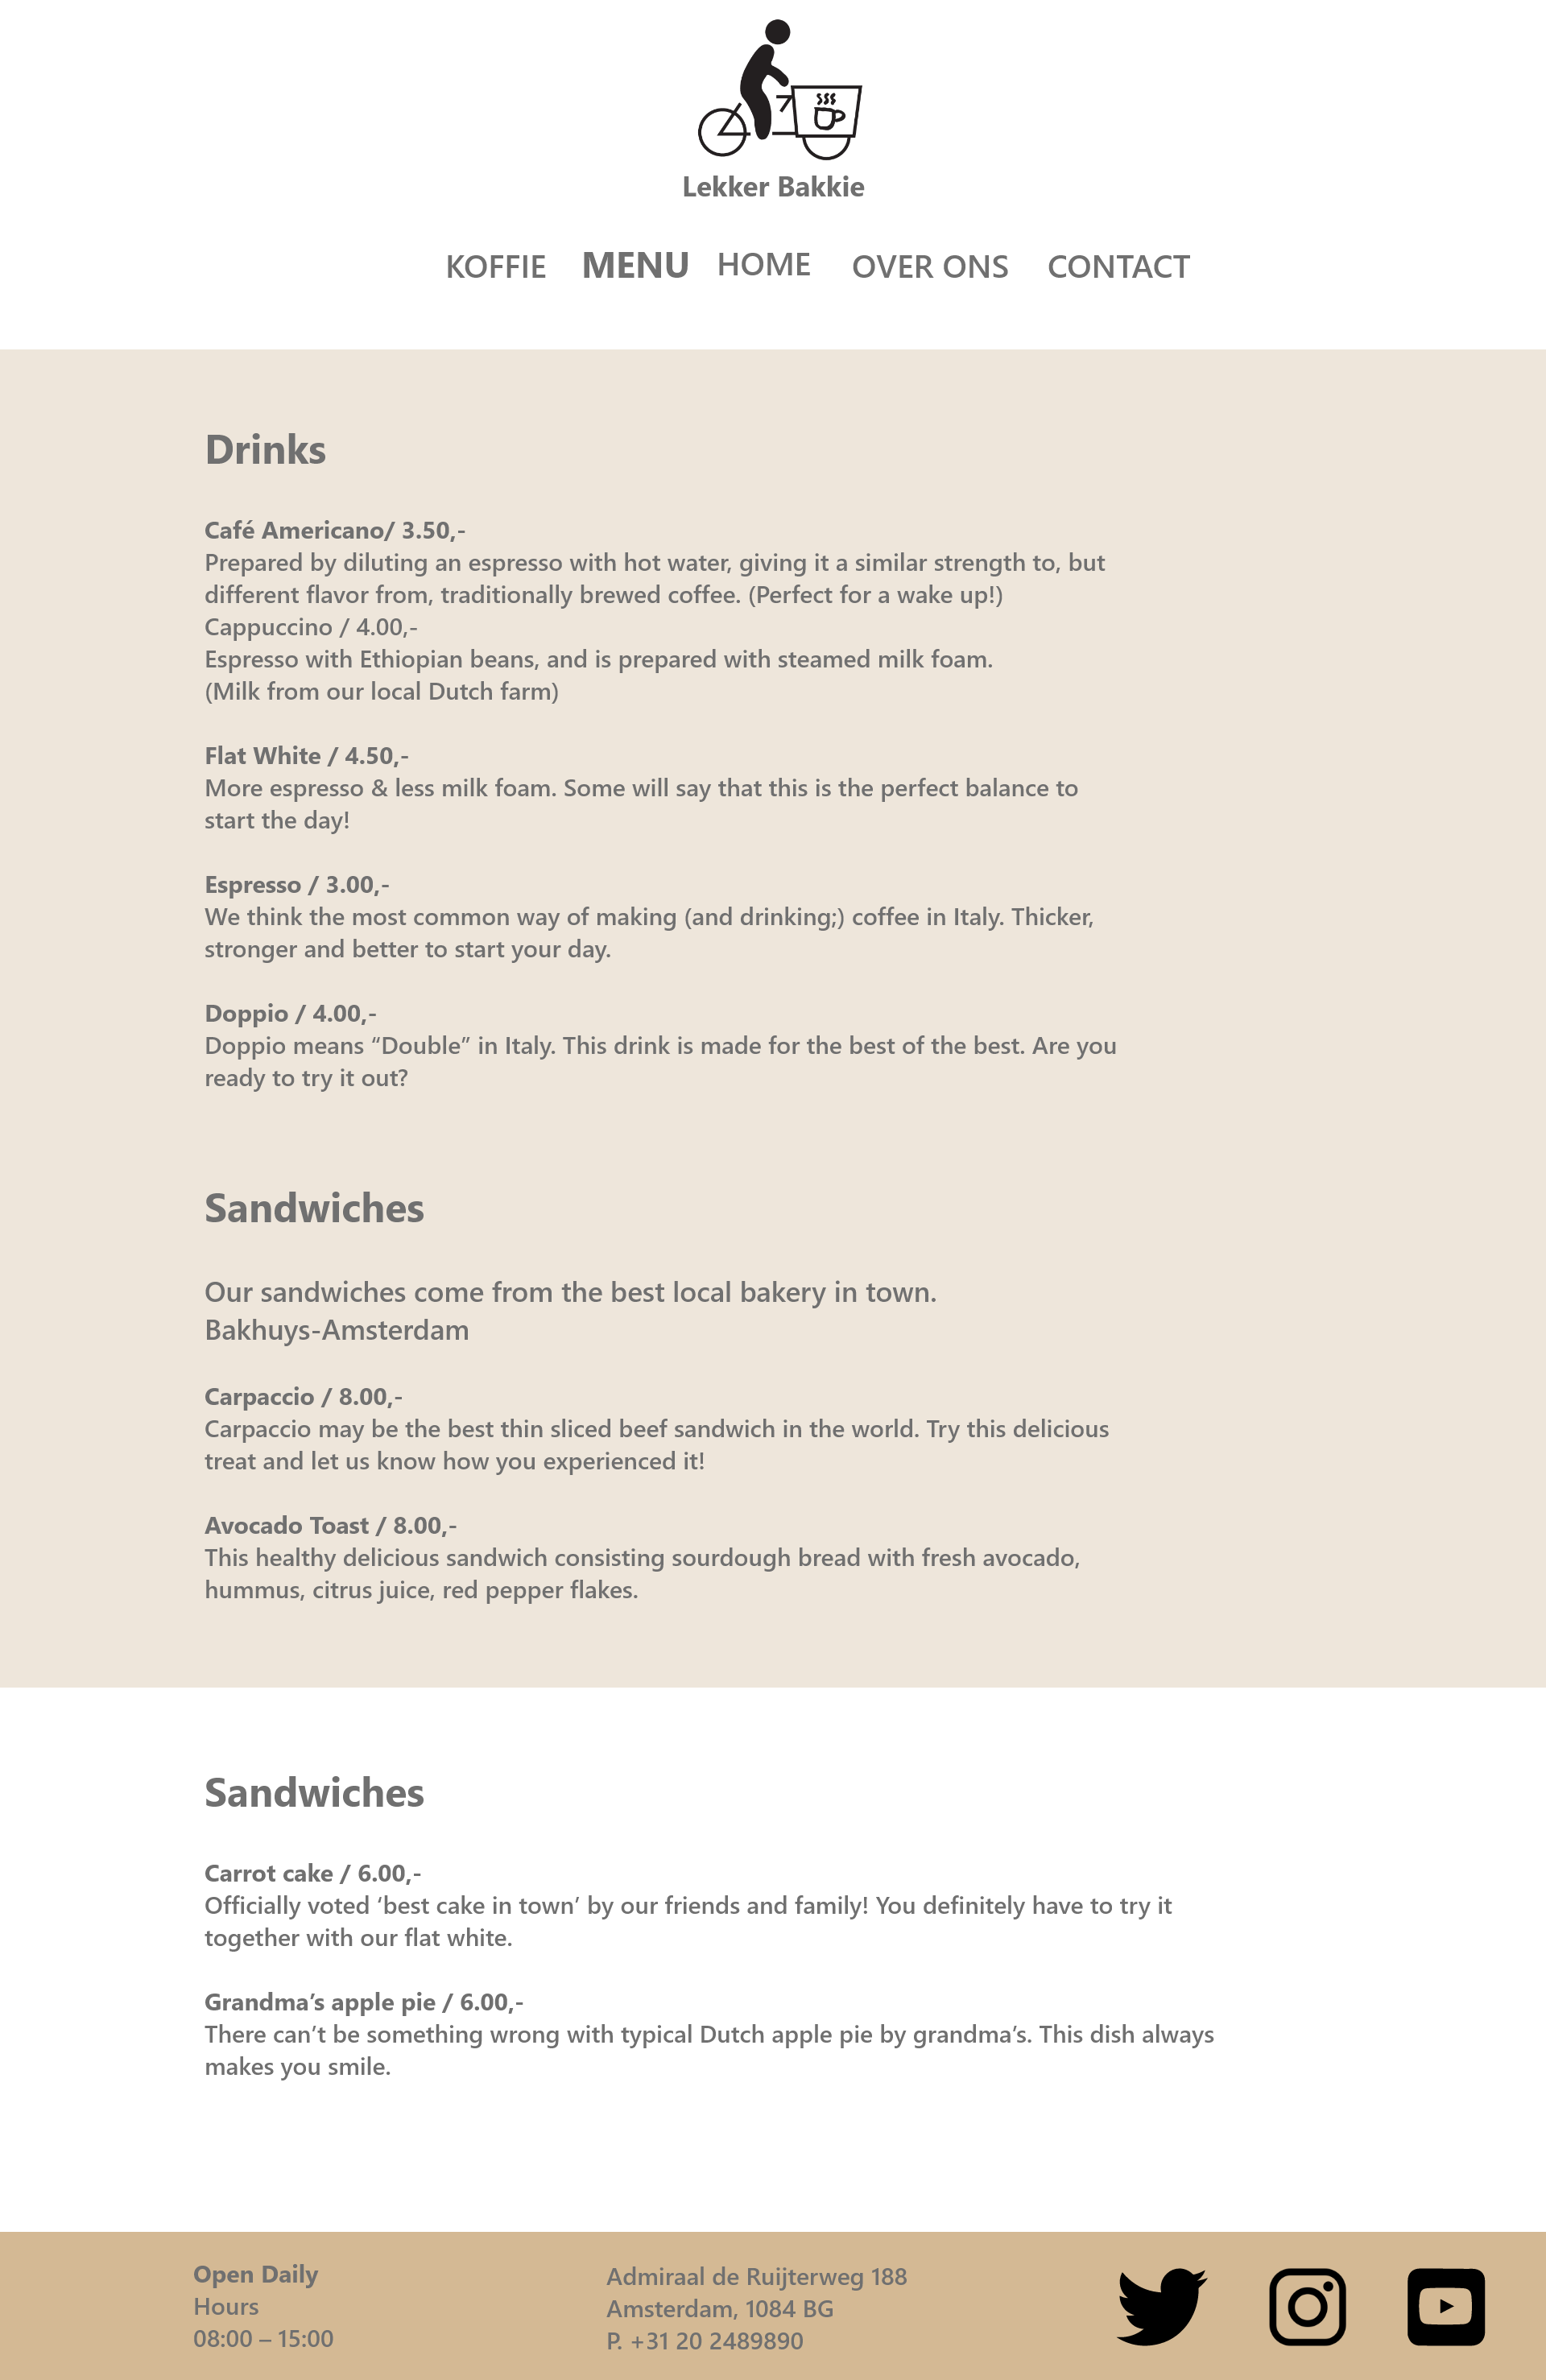 Lekker Bakkie
KOFFIE MENU HOME OVER ONS CONTACT
Drinks
Café Americano/ 3.50,-
Prepared by diluting an espresso with hot water, giving it a similar strength to, but
different flavor from, traditionally brewed coffee. (Perfect for a wake up!)
Cappuccino / 4.00,-
Espresso with Ethiopian beans, and is prepared with steamed milk foam.
(Milk from our local Dutch farm)
Flat White / 4.50,-
More espresso & less milk foam. Some will say that this is the perfect balance to
start the day!
Espresso / 3.00,-
We think the most common way of making (and drinking;) coffee in Italy. Thicker,
stronger and better to start your day.
Doppio / 4.00,-
Doppio means “Double” in Italy. This drink is made for the best of the best. Are you
ready to try it out?
Sandwiches
Our sandwiches come from the best local bakery in town.
Bakhuys-Amsterdam
Carpaccio / 8.00,-
Carpaccio may be the best thin sliced beef sandwich in the world. Try this delicious
treat and let us know how you experienced it!
Avocado Toast / 8.00,-
This healthy delicious sandwich consisting sourdough bread with fresh avocado,
hummus, citrus juice, red pepper flakes.
Sandwiches
Carrot cake / 6.00,-
Officially voted ‘best cake in town’ by our friends and family! You definitely have to try it
together with our flat white.
Grandma’s apple pie / 6.00,-
There can’t be something wrong with typical Dutch apple pie by grandma’s. This dish always
makes you smile.
Open Daily
Hours
08:00 – 15:00
Admiraal de Ruijterweg 188
Amsterdam, 1084 BG
P. +31 20 2489890